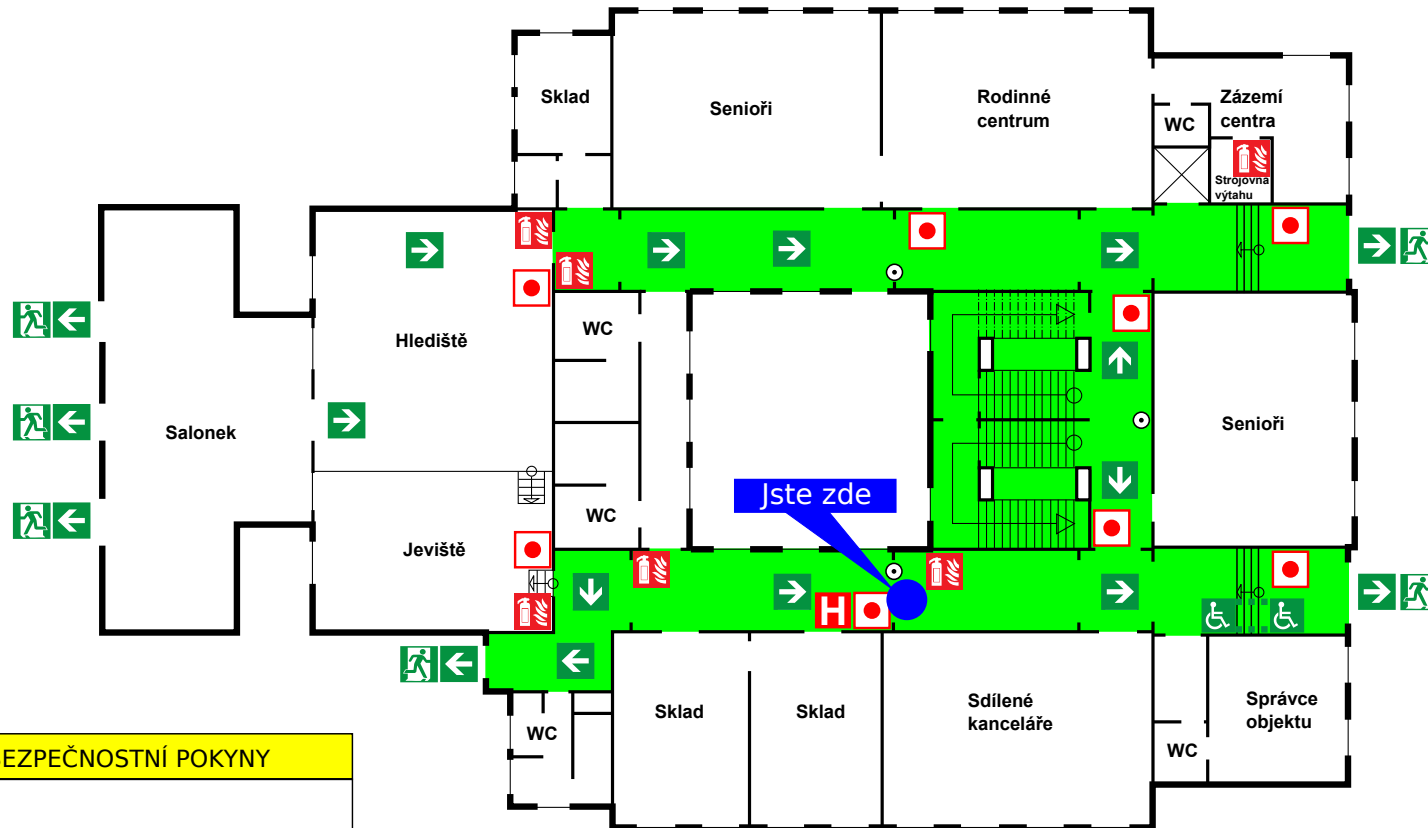 Sklad
Senioři
Rodinné
centrum
Zázemí
centra
WC
Strojovna
výtahu
WC
Hlediště
Senioři
Salonek
Jste zde
WC
Jeviště
H
Sklad
Sklad
Sdílené
kanceláře
Správce
objektu
WC
WC
EZPEČNOSTNÍ POKYNY